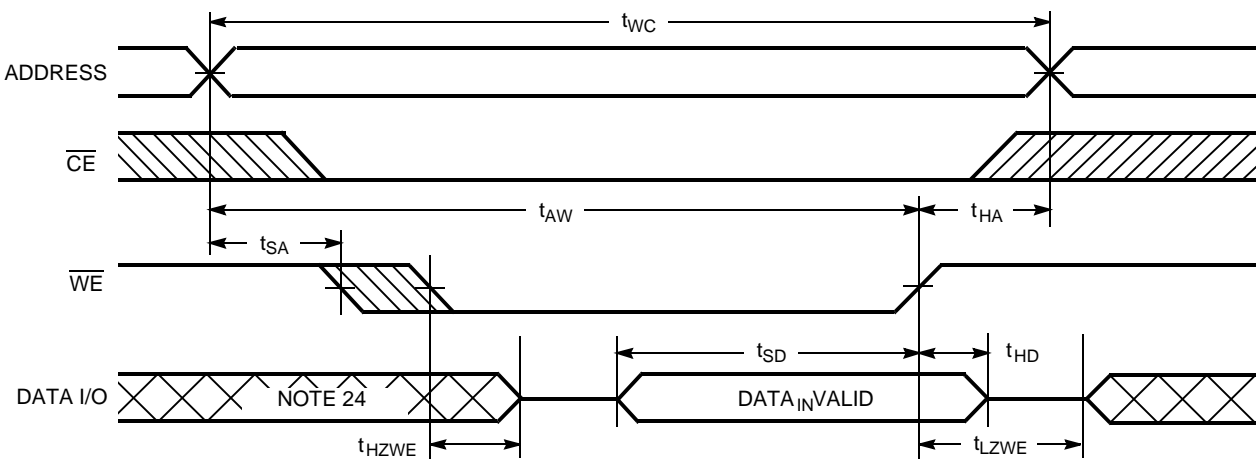 tWC
ADDRESS
CE
tAW
tHA
tSA
WE
tSD
tHD
DATA I/O
NOTE 24
DATAINVALID
tHZWE
tLZWE